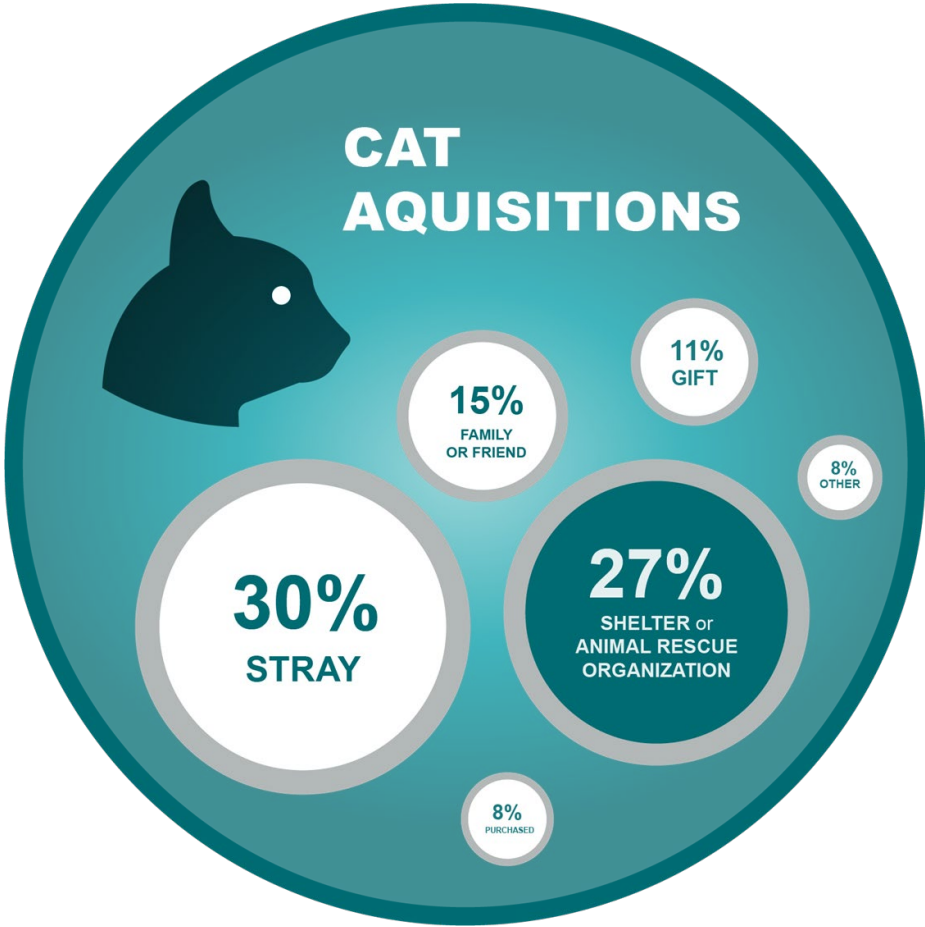 CAT
AQUISITIONS
11%
GIFT
15%
FAMILY
OR FRIEND
8%
OTHER
30%
STRAY
27%
SHELTER or
ANIMAL RESCUE
ORGANIZATION
8%
PURCHASED